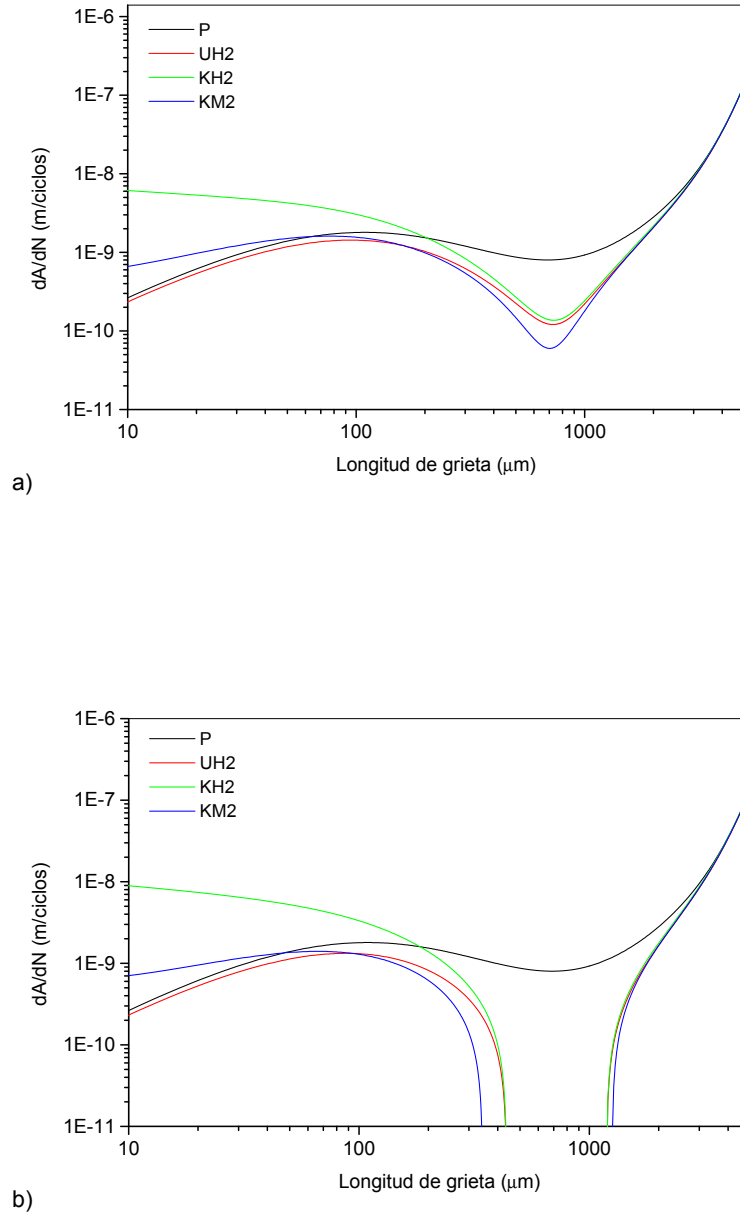 1E-6
P
UH2
1E-7
KH2
KM2
1E-8
dA/dN (m/ciclos)
1E-9
1E-10
1E-11
10
100
1000
Longitud de grieta (μm)
a)
1E-6
P
UH2
1E-7
KH2
KM2
1E-8
dA/dN (m/ciclos)
1E-9
1E-10
1E-11
10
100
1000
Longitud de grieta (μm)
b)